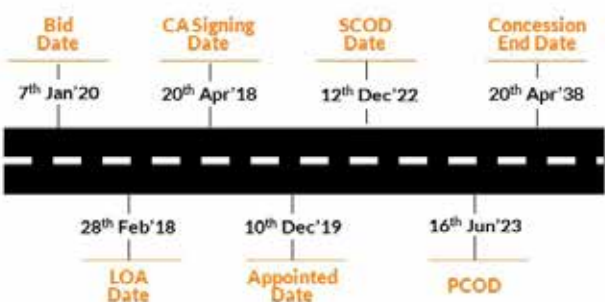 Bid
Date
CA Signing
Date
SCOD
Date
Concession
End Date
7th Jan'20
20th Apr'18
12th Dec'22
20th Apr'38
28th Feb'18
10th Dec'19
16th Jun'23
LOA
Date
Appointed
Date
PCOD